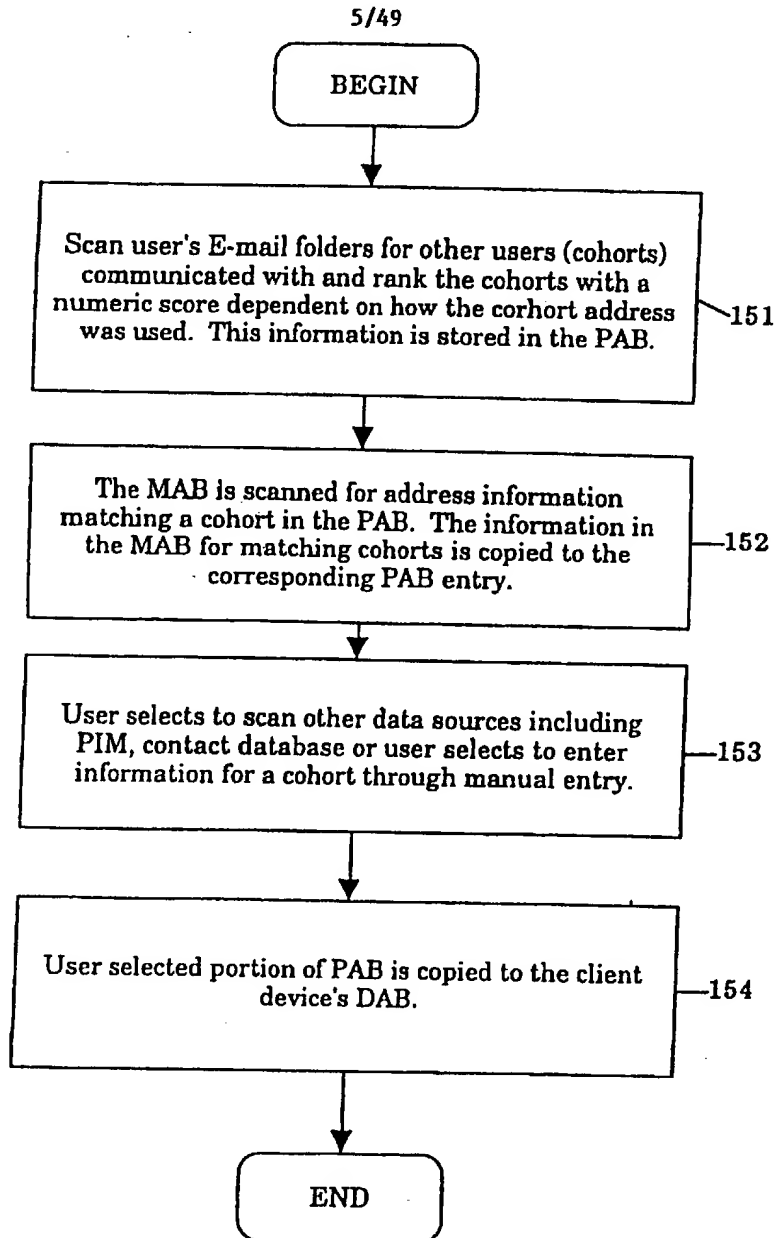 5/49
BEGIN
Scan user's E-mail folders for other users (cohorts)
communicated with and rank the cohorts with a
numeric score dependent on how the corhort address
was used. This information is stored in the PAB.
151
The MAB is scanned for address information
matching a cohort in the PAB. The information in
the MAB for matching cohorts is copied to the
corresponding PAB entry.
152
User selects to scan other data sources including
PIM, contact database or user selects to enter
information for a cohort through manual entry.
153
User selected portion of PAB is copied to the client
device's DAB.
154
END